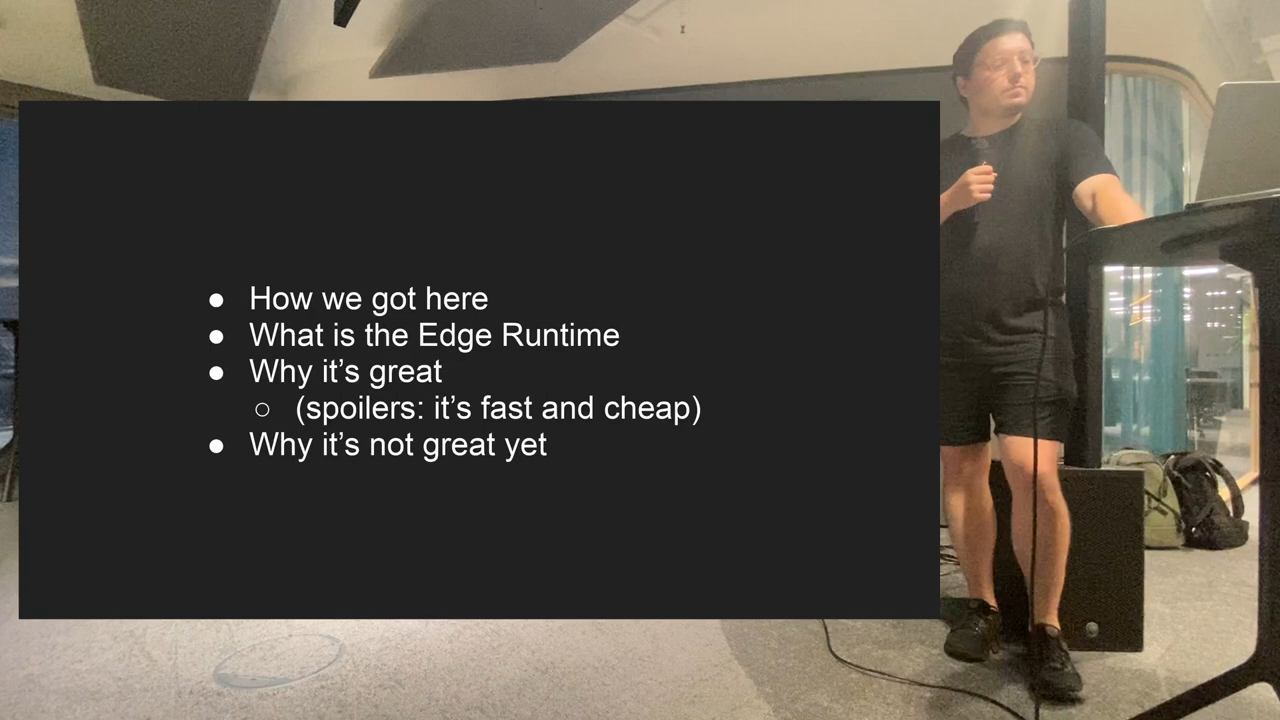 ● How we got here
● What is the Edge Runtime
● Why it’s great
○ (spoilers: it’s fast and cheap)
● Why it’s not great yet